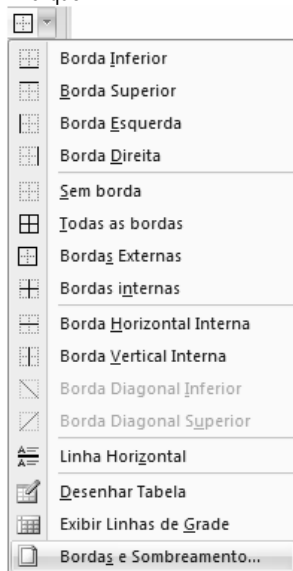 Borda Inferior
Borda Superior
Borda Esquerda
Borda Direita
Sem borda
Todas as bordas
Bordas Externas
Bordas internas
Borda Horizontal Interna
Borda Vertical Interna
Borda Diagonal Inferior
Borda Diagonal Superior
Linha Horizontal
Desenhar Tabela
Exibir Linhas de Grade
Bordas e Sombreamento...